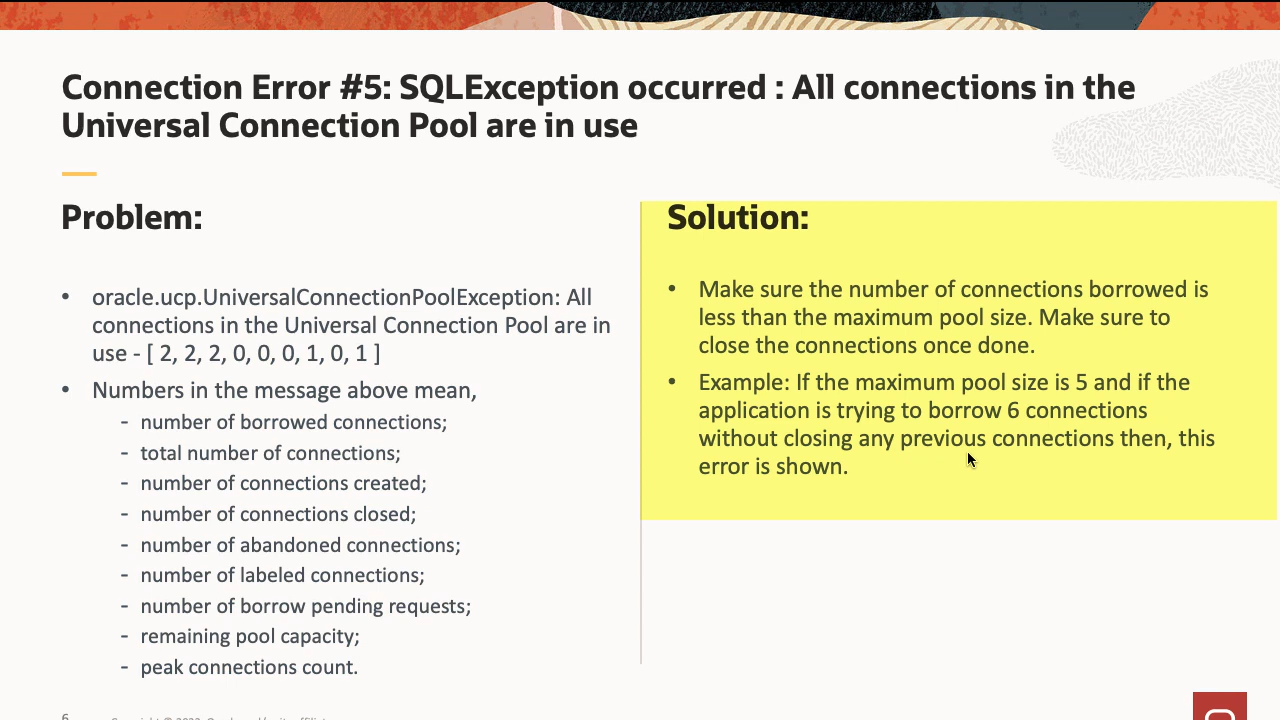 Connection Error #5: SQLException occurred : All connections in the
Universal Connection Pool are in use
Problem:
• oracle.ucp.UniversalConnectionPoolException: All
connections in the Universal Connection Pool are in
use - [ 2, 2, 2, 0, 0, 0, 1, 0, 1 ]
• Numbers in the message above mean,
- number of borrowed connections;
- total number of connections;
- number of connections created;
- number of connections closed;
- number of abandoned connections;
- number of labeled connections;
- number of borrow pending requests;
- remaining pool capacity;
- peak connections count.
Solution:
• Make sure the number of connections borrowed is
less than the maximum pool size. Make sure to
close the connections once done.
• Example: If the maximum pool size is 5 and if the
application is trying to borrow 6 connections
without closing any previous connections then, this
error is shown.
6